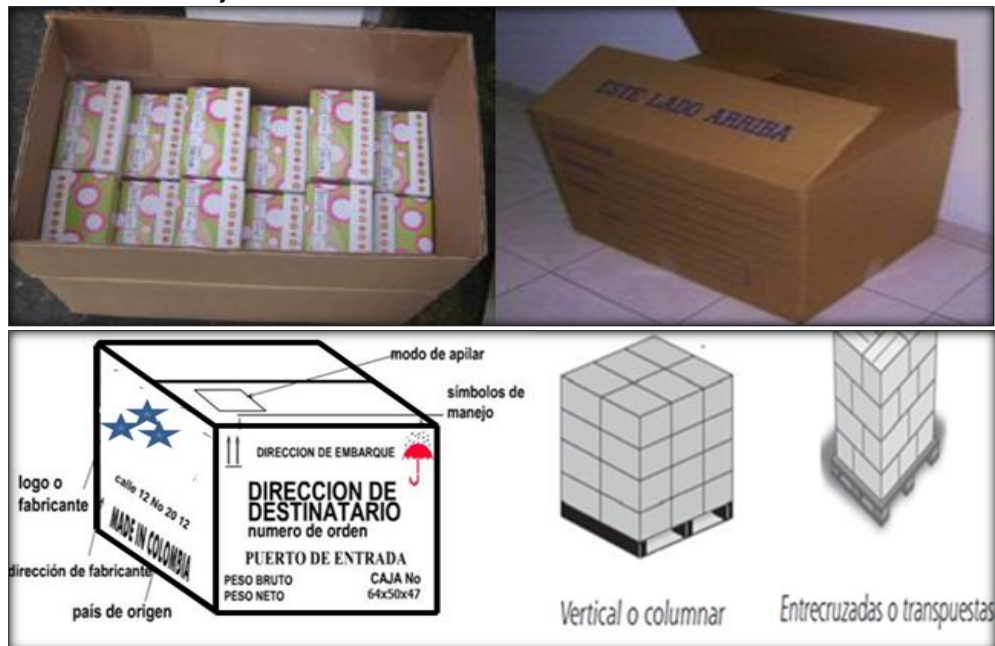 ESTE LADO ARRIBA
modo de apilar
símbolos de
manejo
logo o
fabricante
calle 12 No 20 12
MADE IN COLOMBIA
dirección de fabricante
país de origen
DIRECCION DE EMBARQUE
DIRECCION DE
DESTINATARIO
numero de orden
PUERTO DE ENTRADA
PESO BRUTO
PESO NETO
CAJA No
64x50x47
Vertical o columnar
Entrecruzadas o transpuestas